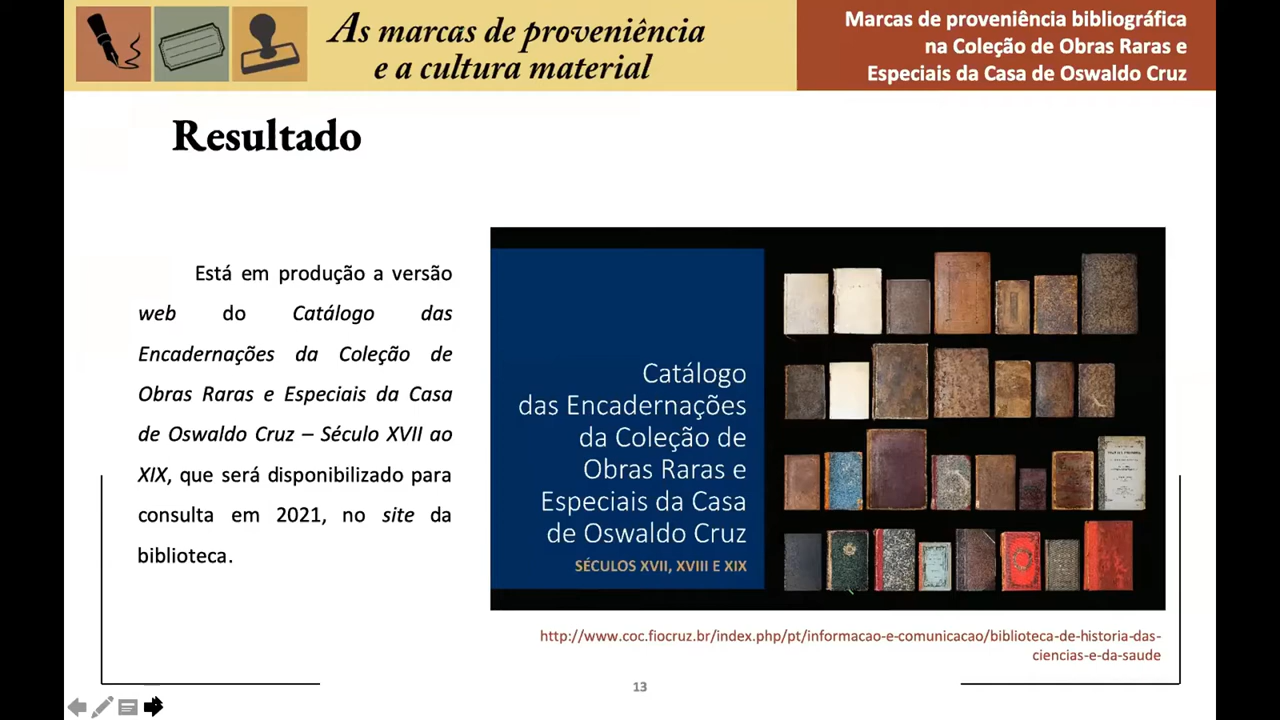 As marcas de proveniência
e a cultura material
Marcas de proveniência bibliográfica
na Coleção de Obras Raras e
Especiais da Casa de Oswaldo Cruz
Resultado
Está em produção a versão
web do Catálogo das
Encadernações da Coleção de
Obras Raras e Especiais da Casa
de Oswaldo Cruz – Século XVII ao
XIX, que será disponibilizado para
consulta em 2021, no site da
biblioteca.
Catálogo
das Encadernações
da Coleção de
Obras Raras e
Especiais da Casa
de Oswaldo Cruz
SÉCULOS XVII, XVIII E XIX
http://www.coc.fiocruz.br/index.php/pt/informacao-e-comunicacao/biblioteca-de-historia-das-
ciencias-e-da-saude
13